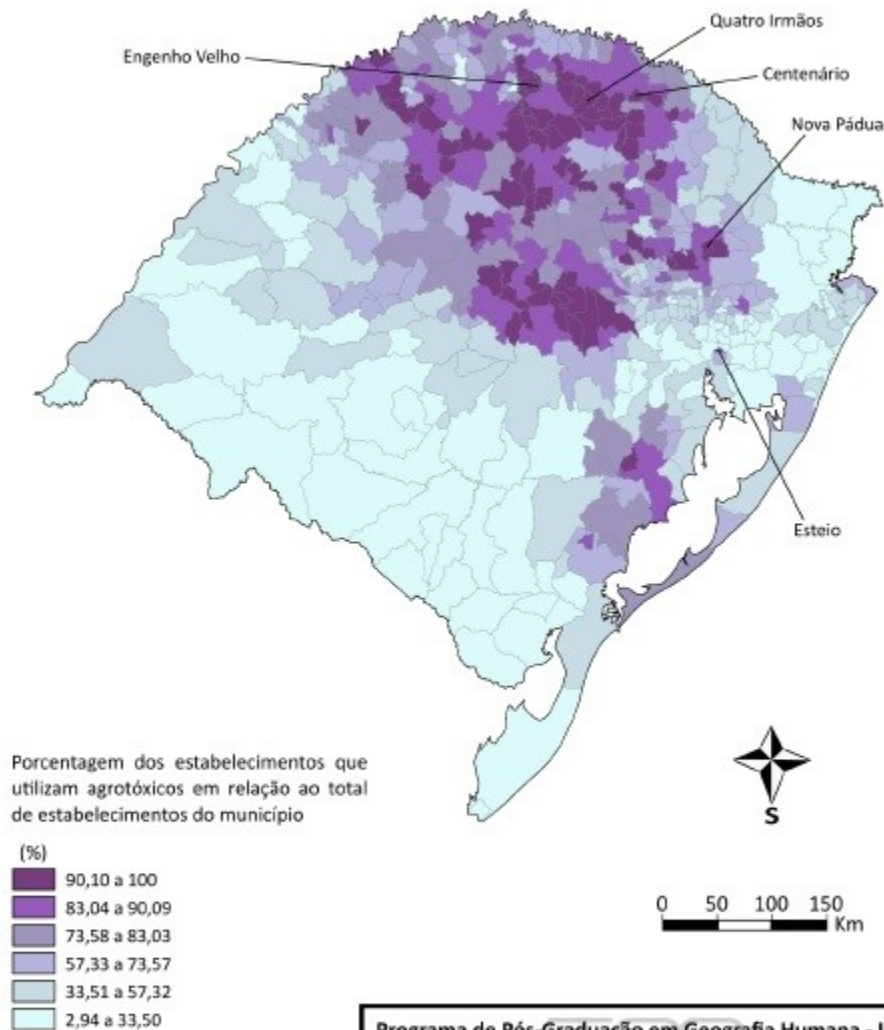 Quatro Irmãos
Engenho Velho
Centenário
Nova Pádua
Esteio
Porcentagem dos estabelecimentos que
utilizam agrotóxicos em relação ao total
de estabelecimentos do município
S
(%)
90,10 a 100
83,04 a 90,09
73,58 a 83,03
57,33 a 73,57
33,51 a 57,32
2,94 a 33,50
0 50 100 150
Km
Programa de Pós-Graduação em Geografia Humana -